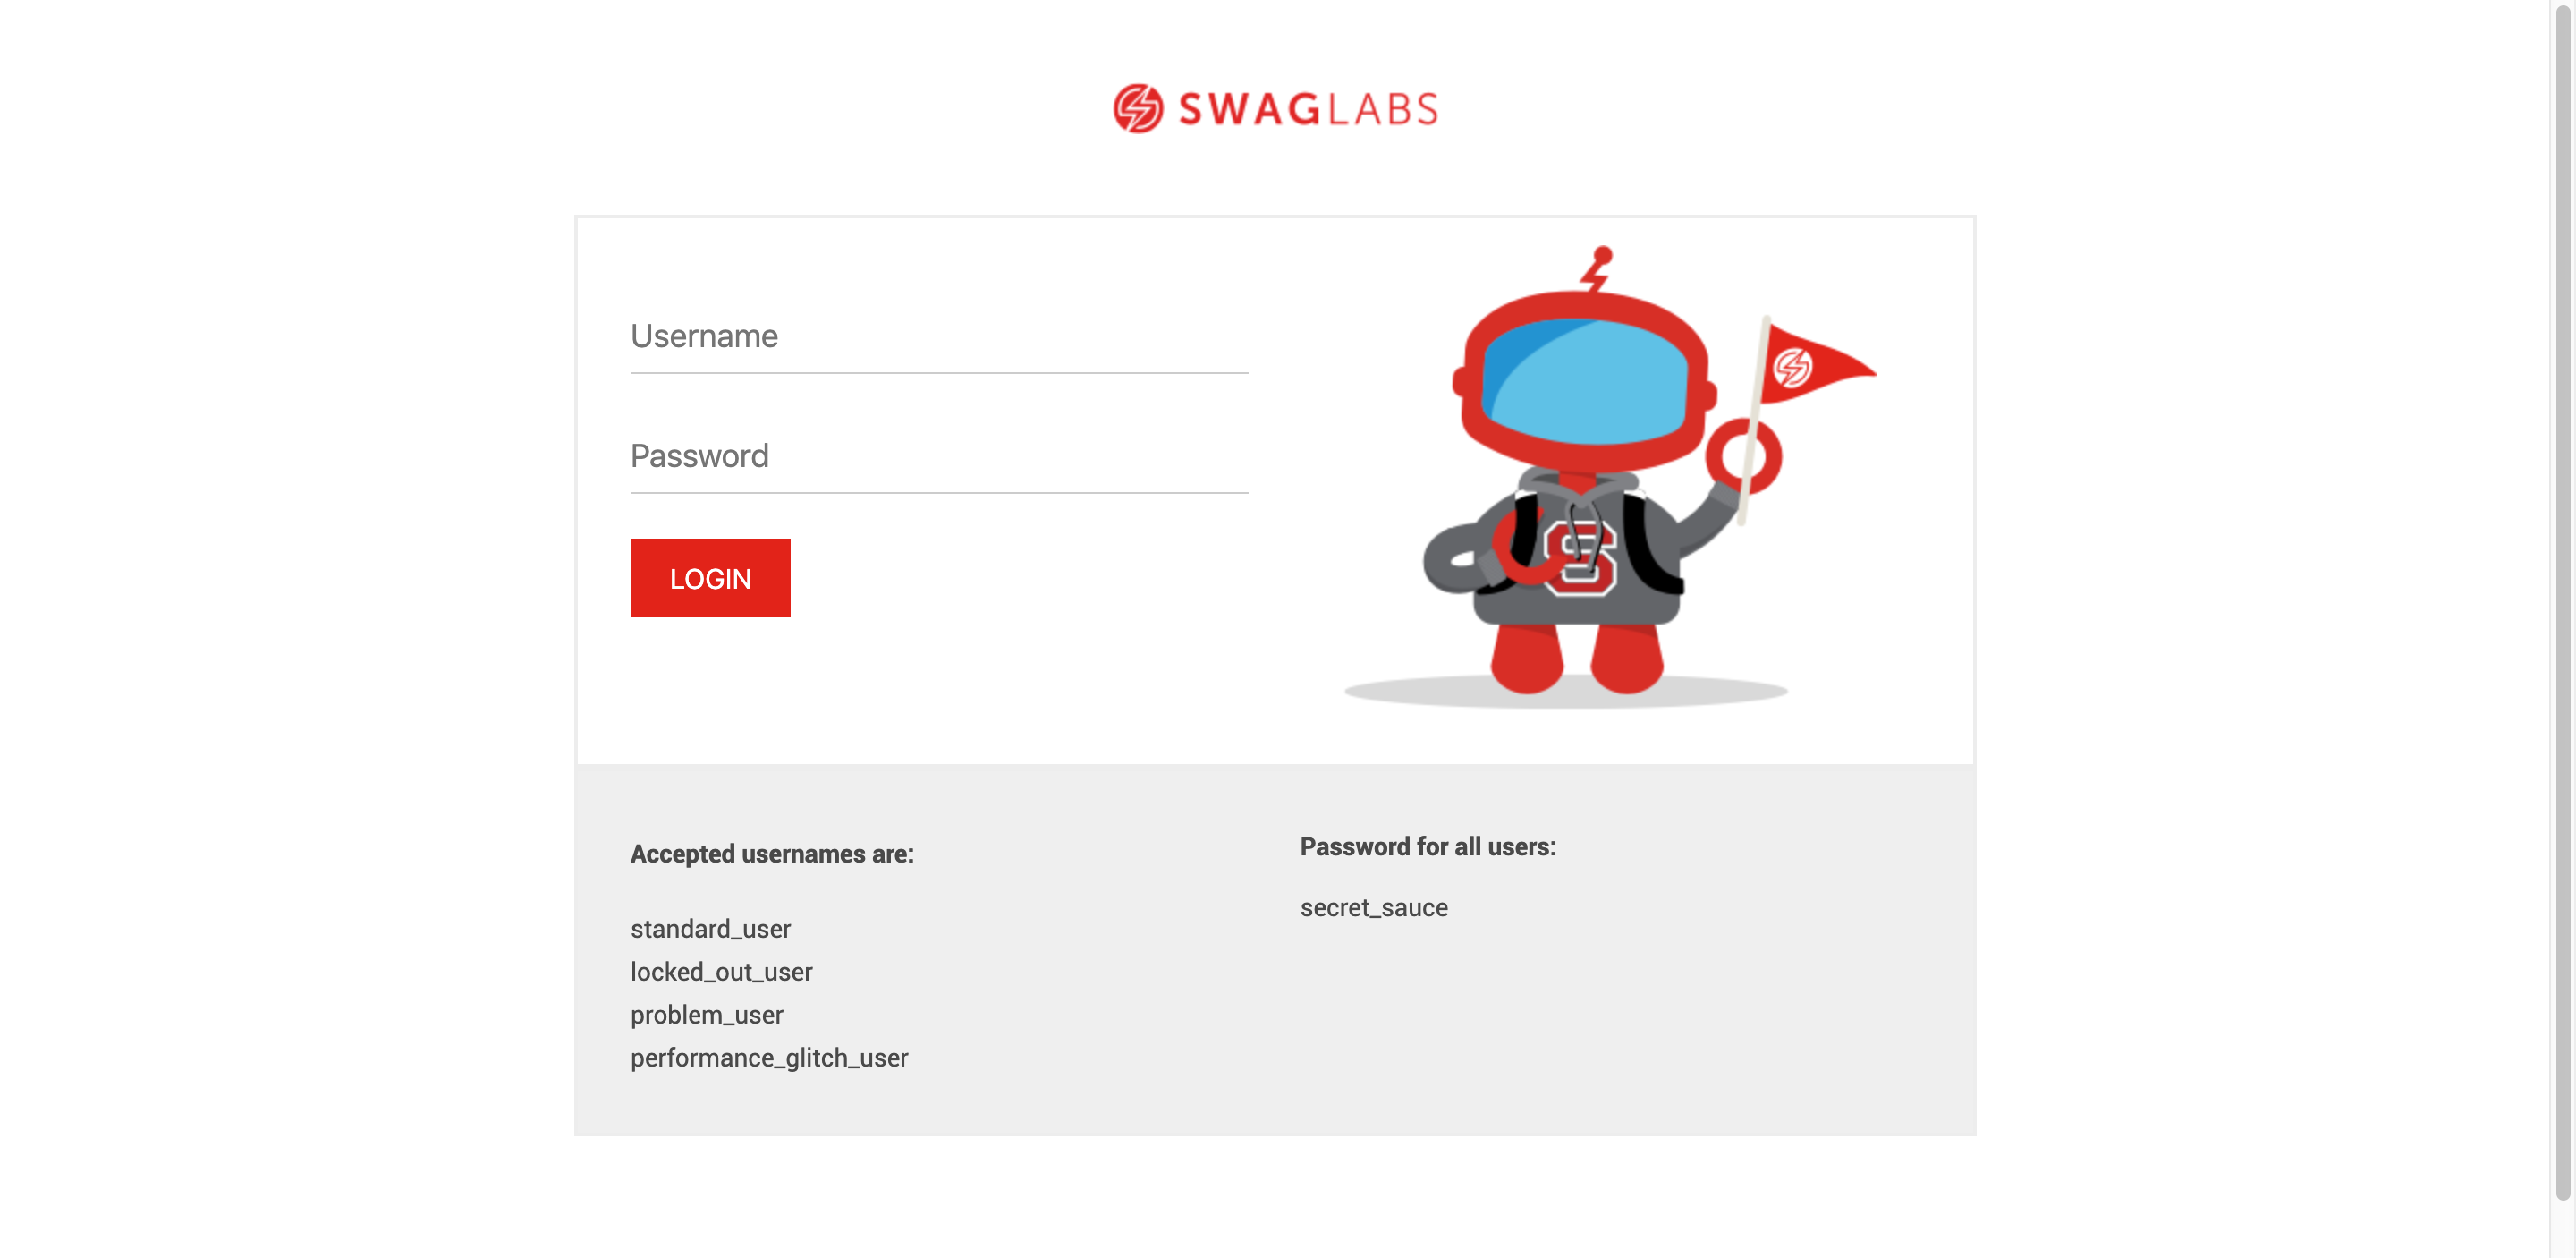 SWAGLABS
Username
Password
LOGIN
S
Accepted usernames are:
standard_user
locked_out_user
problem_user
performance_glitch_user
Password for all users:
secret_sauce